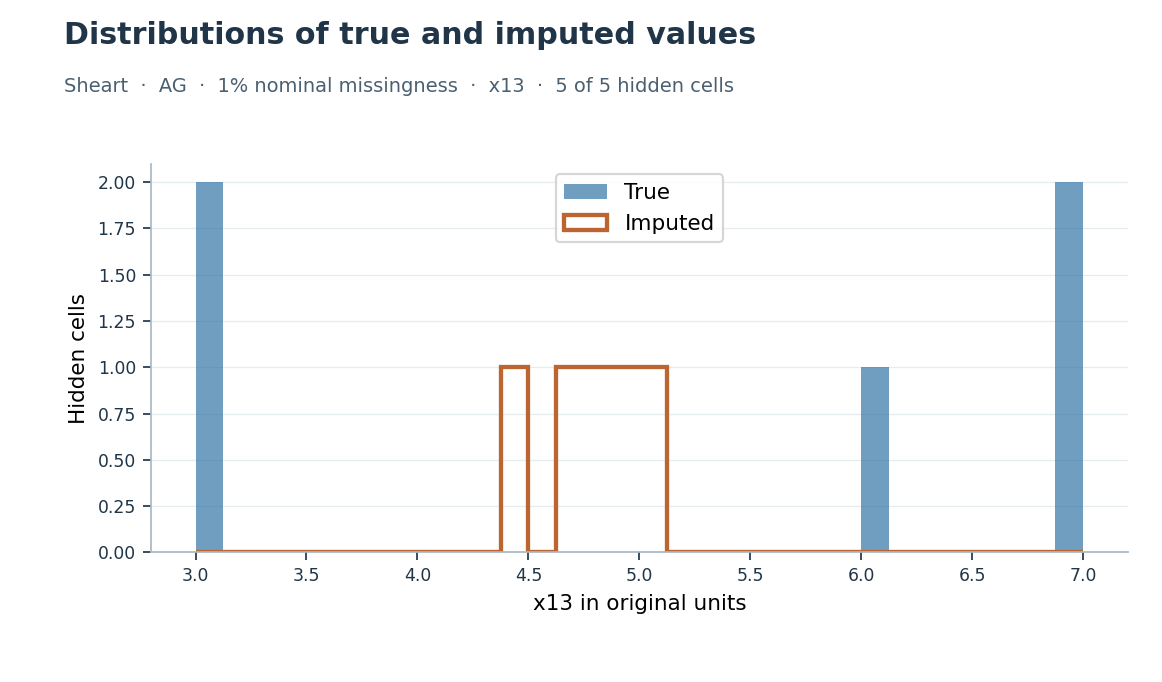 Distributions of true and imputed values
Sheart · AG · 1% nominal missingness · x13 · 5 of 5 hidden cells
True
Imputed
Hidden cells
2.00
1.75
1.50
1.25
1.00
0.75
0.50
0.25
0.00
3.0 3.5 4.0 4.5 5.0 5.5 6.0 6.5 7.0
x13 in original units